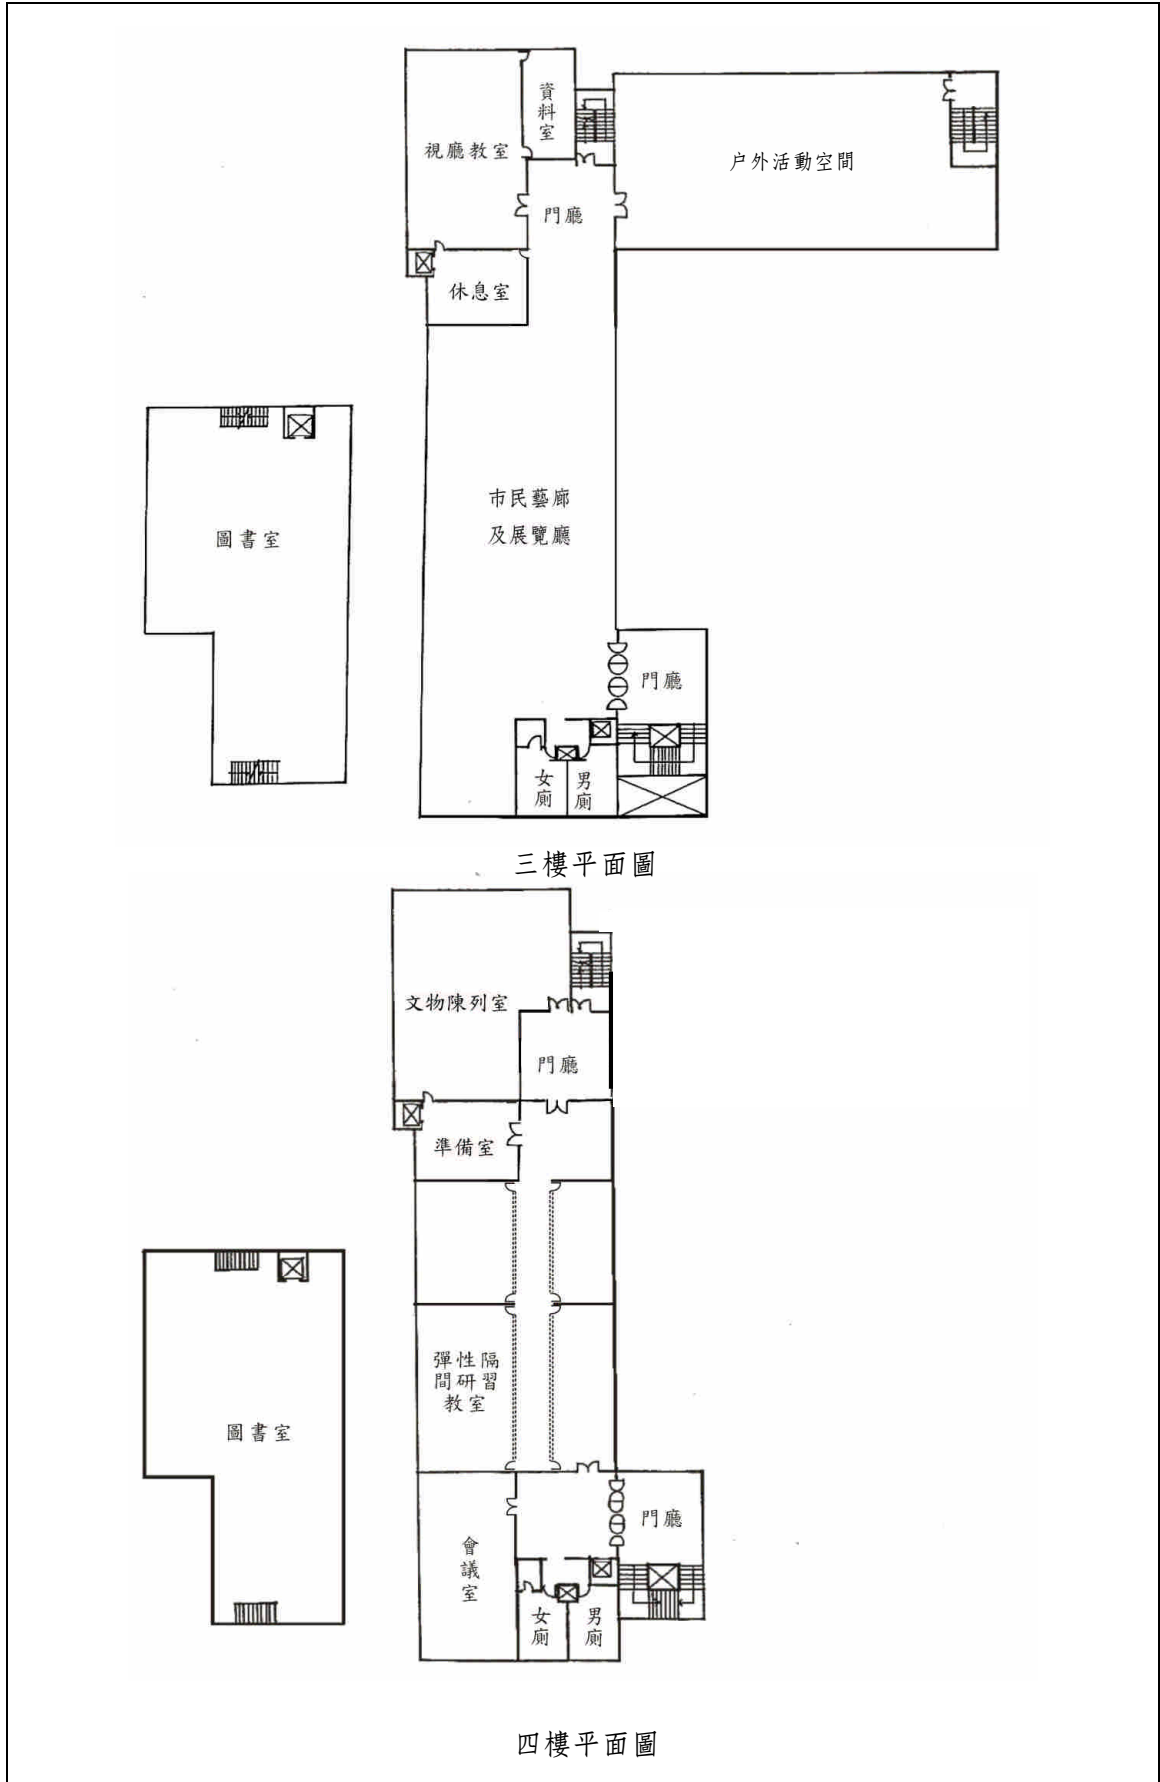 資料室
視廳教室
户外活動空間
門廳
休息室
市民藝廊
及展覽廳
圖書室
門廳
女廁
男廁
三樓平面圖
文物陳列室
門廳
準備室
彈性隔
間研習
教室
圖書室
門廳
會議室
女廁
男廁
四樓平面圖